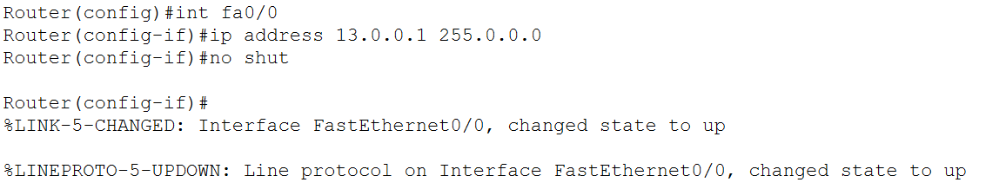 Router(config)#int fa0/0
Router(config-if)#ip address 13.0.0.1 255.0.0.0
Router(config-if)#no shut
Router(config-if)#
%LINK-5-CHANGED: Interface FastEthernet0/0, changed state to up
%LINEPROTO-5-UPDOWN: Line protocol on Interface FastEthernet0/0, changed state to up